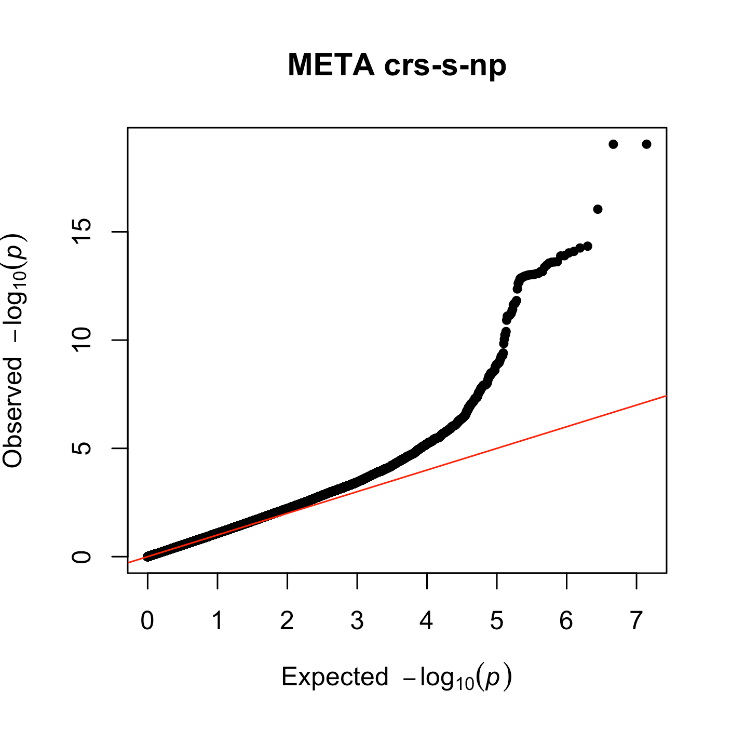 META crs-s-np
Observed −log10(p)
15
10
5
0
0 1 2 3 4 5 6 7
Expected −log10(p)